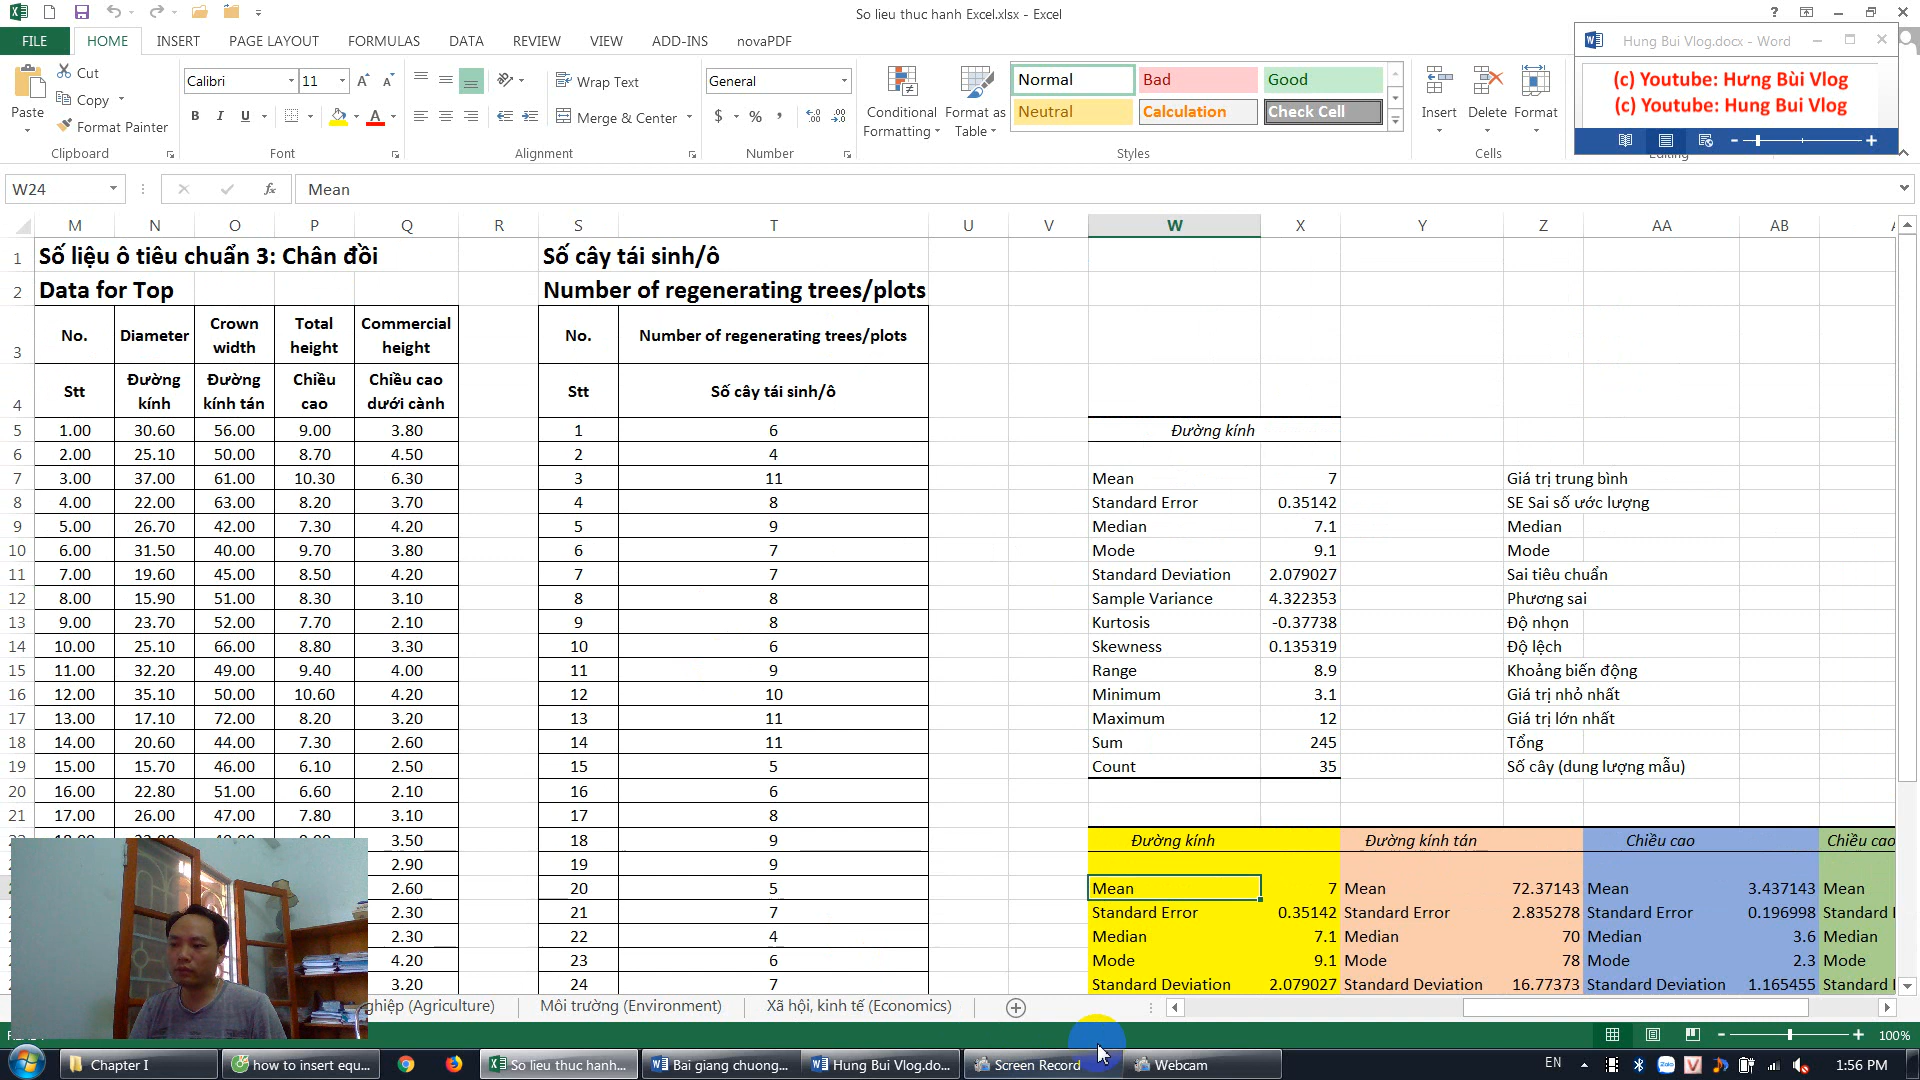 So lieu thuc hanh Excel.xlsx - Excel
FILE HOME INSERT PAGE LAYOUT FORMULAS DATA REVIEW VIEW ADD-INS novaPDF
Hung Bui Vlog.docx - Word
(c) Youtube: Hưng Bùi Vlog
(c) Youtube: Hung Bui Vlog
Paste Cut Copy Format Painter Clipboard
Calibri 11 Font
Wrap Text Merge & Center Alignment
General Number
Conditional Formatting Format as Table
Normal Bad Good
Neutral Calculation Check Cell
Styles
Insert Delete Format Cells
W24 Mean
M N O P Q R S T U V W X Y Z AA AB
1 Số liệu ô tiêu chuẩn 3: Chân đồi Số cây tái sinh/ô
2 Data for Top Number of regenerating trees/plots
3 No. Diameter Crown width Total height Commercial height No. Number of regenerating trees/plots
4 Stt Đường kính Đường kính tán Chiều cao Chiều cao dưới cành Stt Số cây tái sinh/ô
5 1.00 30.60 56.00 9.00 3.80 1 6 Đường kính
6 2.00 25.10 50.00 8.70 4.50 2 4
7 3.00 37.00 61.00 10.30 6.30 3 11 Mean 7 Giá trị trung bình
8 4.00 22.00 63.00 8.20 3.70 4 8 Standard Error 0.35142 SE Sai số ước lượng
9 5.00 26.70 42.00 7.30 4.20 5 9 Median 7.1 Median
10 6.00 31.50 40.00 9.70 3.80 6 7 Mode 9.1 Mode
11 7.00 19.60 45.00 8.50 4.20 7 7 Standard Deviation 2.079027 Sai tiêu chuẩn
12 8.00 15.90 51.00 8.30 3.10 8 8 Sample Variance 4.322353 Phương sai
13 9.00 23.70 52.00 7.70 2.10 9 8 Kurtosis -0.37738 Độ nhọn
14 10.00 25.10 66.00 8.80 3.30 10 6 Skewness 0.135319 Độ lệch
15 11.00 32.20 49.00 9.40 4.00 11 9 Range 8.9 Khoảng biến động
16 12.00 35.10 50.00 10.60 4.20 12 10 Minimum 3.1 Giá trị nhỏ nhất
17 13.00 17.10 72.00 8.20 3.20 13 11 Maximum 12 Giá trị lớn nhất
18 14.00 20.60 44.00 7.30 2.60 14 11 Sum 245 Tổng
19 15.00 15.70 46.00 6.10 2.50 15 5 Count 35 Số cây (dung lượng mẫu)
20 16.00 22.80 51.00 6.60 2.10 16 6
21 17.00 26.00 47.00 7.80 3.10 17 8
3.50 18 9 Đường kính Đường kính tán Chiều cao Chiều cao
2.90 19 9
2.60 20 5 Mean 7 Mean 72.37143 Mean 3.437143 Mean
2.30 21 7 Standard Error 0.35142 Standard Error 2.835278 Standard Error 0.196998 Standard
2.30 22 4 Median 7.1 Median 70 Median 3.6 Median
4.20 23 6 Mode 9.1 Mode 78 Mode 2.3 Mode
3.20 24 7 Standard Deviation 2.079027 Standard Deviation 16.77373 Standard Deviation 1.165455 Standard
ghiệp (Agriculture) Môi trường (Environment) Xã hội, kinh tế (Economics)
100%
Chapter I how to insert equ... So lieu thuc hanh... Bai giang chuong... Hung Bui Vlog.do... Screen Record Webcam EN 1:56 PM